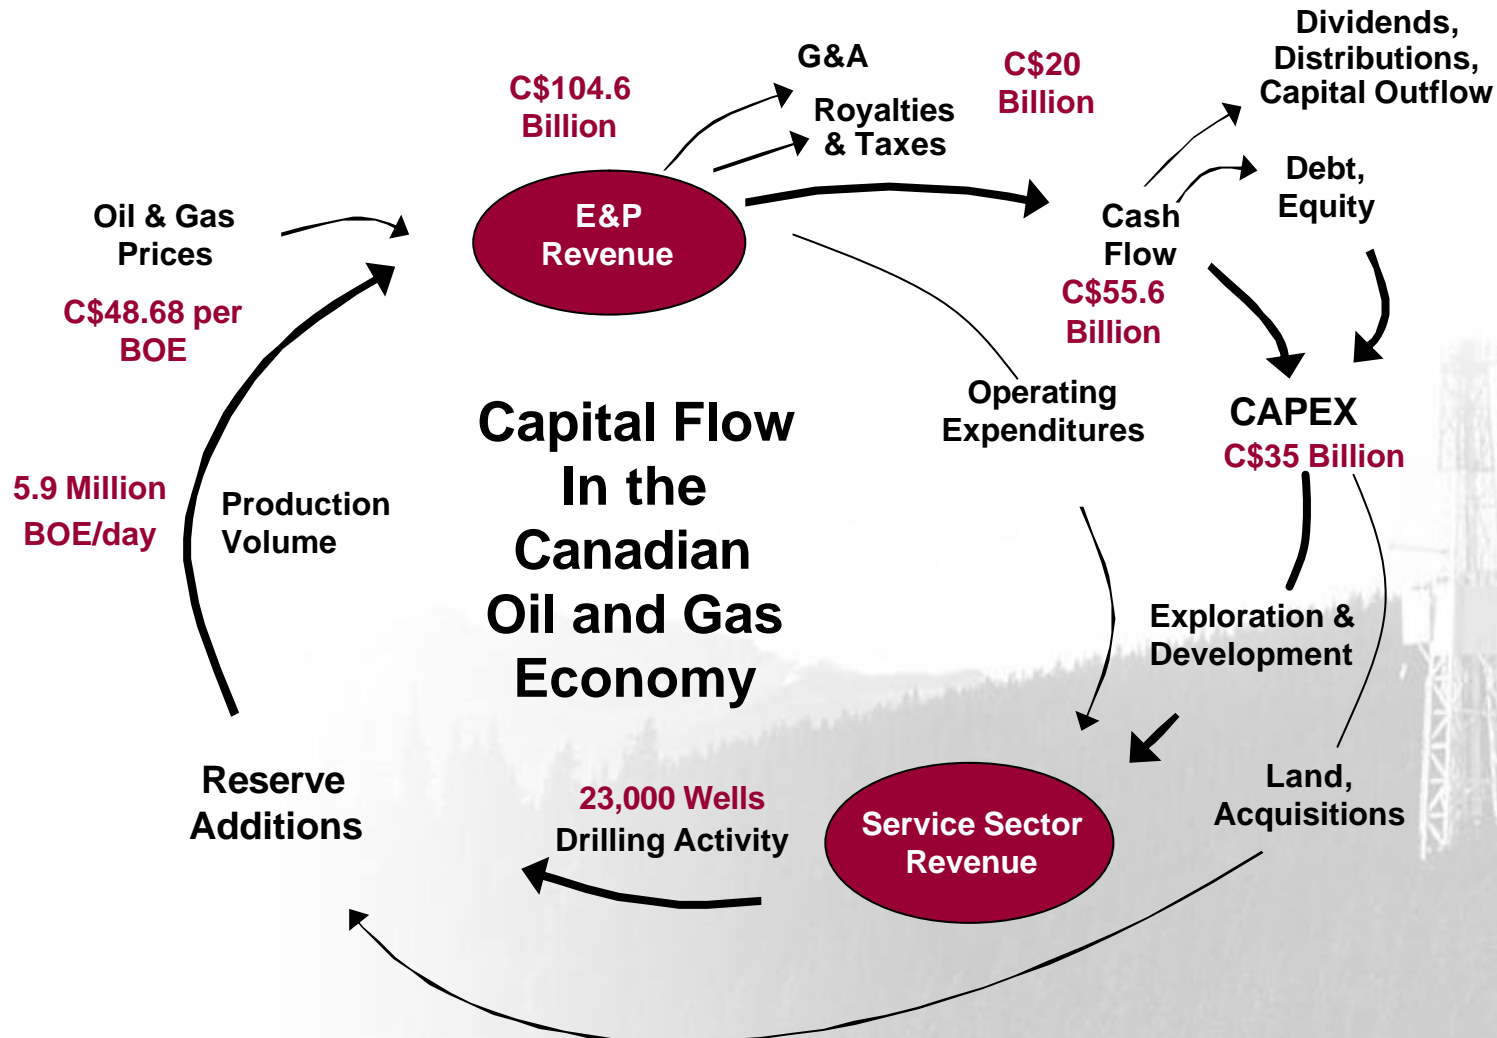 Dividends,
Distributions,
Capital Outflow
G&A
C$20
Billion
C$104.6
Billion
Royalties
& Taxes
Debt,
Equity
Oil & Gas
Prices
E&P
Revenue
Cash
Flow
C$55.6
Billion
C$48.68 per
BOE
Operating
Expenditures
CAPEX
C$35 Billion
Capital Flow
In the
Canadian
Oil and Gas
Economy
5.9 Million
BOE/day
Production
Volume
Exploration &
Development
Reserve
Additions
23,000 Wells
Drilling Activity
Service Sector
Revenue
Land,
Acquisitions